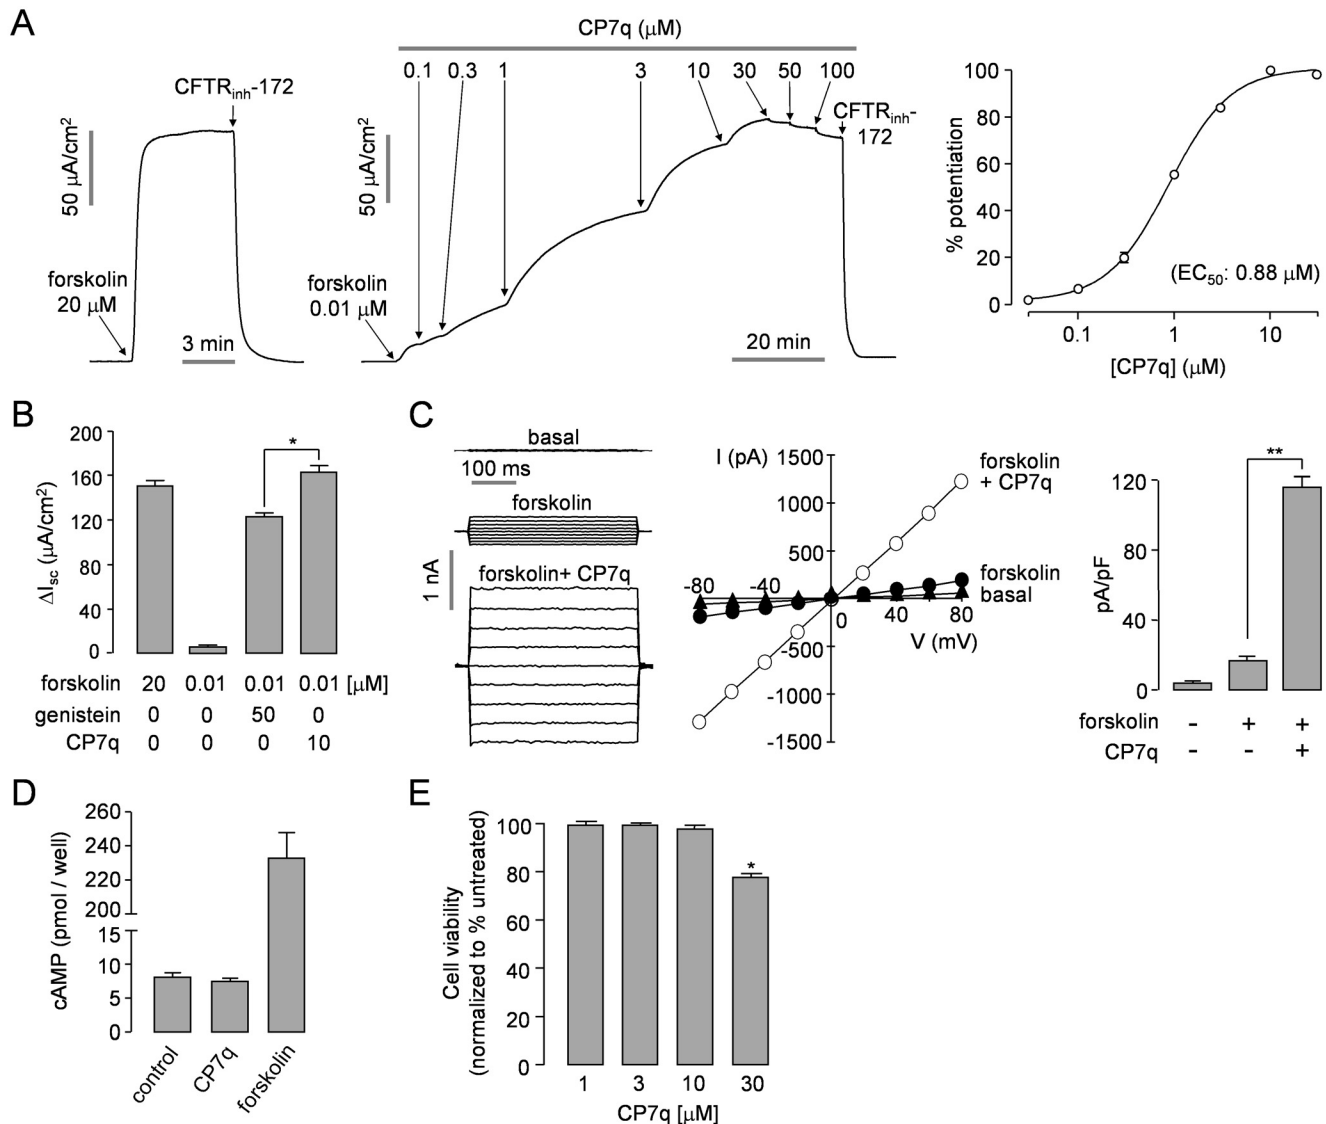 A
CP7q (μM)
0.1 0.3 1 3 10 30 50 100
CFTRinh-172
CFTRinh-
172
50 μA/cm2
50 μA/cm2
forskolin
20 μM
forskolin
0.01 μM
3 min
20 min
% potentiation
100
80
60
40
20
0
(EC50: 0.88 μM)
0.1 1 10
[CP7q] (μM)
B
ΔIsc (μA/cm2)
200
160
120
80
40
0
*
forskolin 20 0.01 0.01 0.01 [μM]
genistein 0 0 50 0
CP7q 0 0 0 10
C
basal
100 ms
forskolin
1 nA
forskolin+ CP7q
I (pA)
1500
1000
500
-500
-1000
-1500
-80 -40 0 40 80
V (mV)
forskolin
+ CP7q
forskolin
basal
pA/pF
120
80
40
0
**
forskolin - + +
CP7q - - +
D
cAMP (pmol / well)
260
240
220
200
15
10
5
0
control
CP7q
forskolin
E
Cell viability
(normalized to % untreated)
100
80
60
40
20
0
*
1 3 10 30
CP7q [μM]